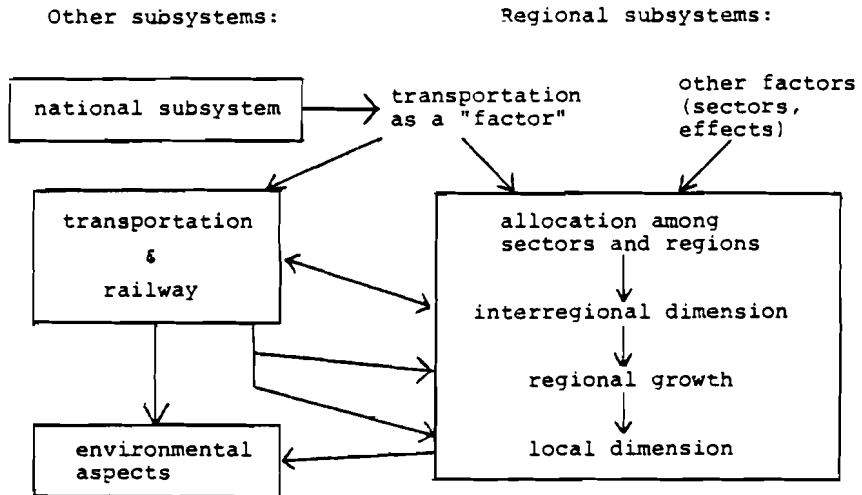 Other subsystems:
Regional subsystems:
national subsystem
transportation
as a "factor"
other factors
(sectors,
effects)
transportation
&
railway
allocation among
sectors and regions
interregional dimension
regional growth
local dimension
environmental
aspects